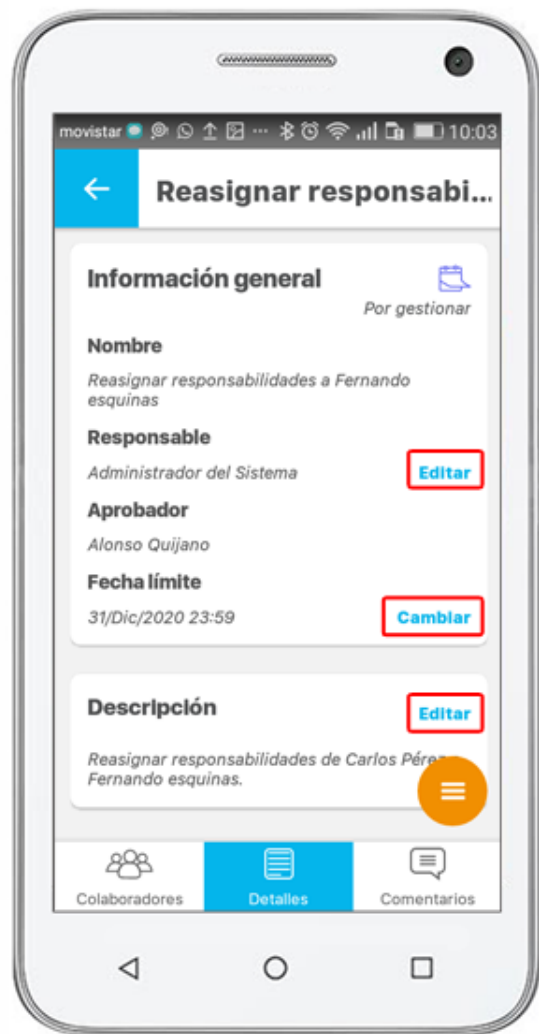 movistar 10:03
Reasignar responsabi...
Información general
Por gestionar
Nombre
Reasignar responsabilidades a Fernando
esquinas
Responsable
Administrador del Sistema Editar
Aprobador
Alonso Quijano
Fecha límite
31/Dic/2020 23:59 Cambiar
Descripción Editar
Reasignar responsabilidades de Carlos Pérez
Fernando esquinas.
Colaboradores Detalles Comentarios